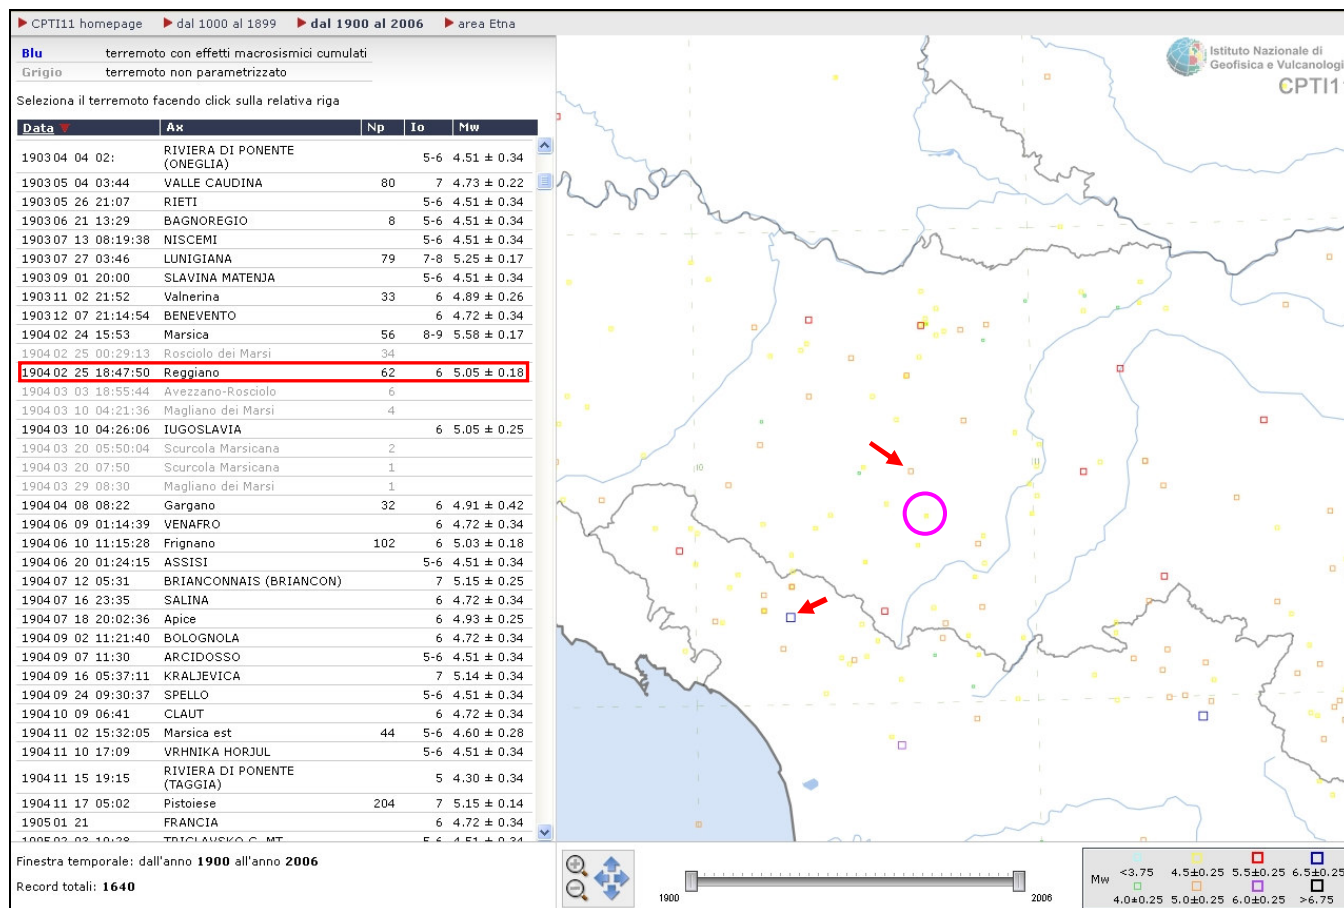 CPTI11 homepage dal 1000 al 1899 dal 1900 al 2006 area Etna
Blu terremoto con effetti macrosismici cumulati
Grigio terremoto non parametrizzato
Seleziona il terremoto facendo click sulla relativa riga
Data Ax Np Io Mw
1903 04 04 02: RIVIERA DI PONENTE (ONEGLIA) 5-6 4.51 ± 0.34
1903 05 04 03:44 VALLE CAUDINA 80 7 4.73 ± 0.22
1903 05 26 21:07 RIETI 5-6 4.51 ± 0.34
1903 06 21 13:29 BAGNOREGIO 8 5-6 4.51 ± 0.34
1903 07 13 08:19:38 NISCEMI 5-6 4.51 ± 0.34
1903 07 27 03:46 LUNIGIANA 79 7-8 5.25 ± 0.17
1903 09 01 20:00 SLAVINA MATENJA 5-6 4.51 ± 0.34
1903 11 02 21:52 Valnerina 33 6 4.89 ± 0.26
1903 12 07 21:14:54 BENEVENTO 6 4.72 ± 0.34
1904 02 24 15:53 Marsica 56 8-9 5.58 ± 0.17
1904 02 25 00:29:13 Rosciolo dei Marsi 34
1904 02 25 18:47:50 Reggiano 62 6 5.05 ± 0.18
1904 03 03 18:55:44 Avezzano-Rosciolo 6
1904 03 10 04:21:36 Magliano dei Marsi 4
1904 03 10 04:26:06 IUGOSLAVIA 6 5.05 ± 0.25
1904 03 20 05:50:04 Scurcola Marsicana 2
1904 03 20 07:50 Scurcola Marsicana 1
1904 03 29 08:30 Magliano dei Marsi 1
1904 04 08 08:22 Gargano 32 6 4.91 ± 0.42
1904 06 09 01:14:39 VENAFRO 6 4.72 ± 0.34
1904 06 10 11:15:28 Frignano 102 6 5.03 ± 0.18
1904 06 20 01:24:15 ASSISI 5-6 4.51 ± 0.34
1904 07 12 05:31 BRIANCONNAIS (BRIANCON) 7 5.15 ± 0.25
1904 07 16 23:35 SALINA 6 4.72 ± 0.34
1904 07 18 20:02:36 Apice 6 4.93 ± 0.25
1904 09 02 11:21:40 BOLOGNOLA 6 4.72 ± 0.34
1904 09 07 11:30 ARCIDOSSO 5-6 4.51 ± 0.34
1904 09 16 05:37:11 KRALJEVICA 7 5.14 ± 0.34
1904 09 24 09:30:37 SPELLO 5-6 4.51 ± 0.34
1904 10 09 06:41 CLAUT 6 4.72 ± 0.34
1904 11 02 15:32:05 Marsica est 44 5-6 4.60 ± 0.28
1904 11 10 17:09 VRHNIKA HORJUL 5-6 4.51 ± 0.34
1904 11 15 19:15 RIVIERA DI PONENTE (TAGGIA) 5 4.30 ± 0.34
1904 11 17 05:02 Pistoiese 204 7 5.15 ± 0.14
1905 01 21 FRANCIA 6 4.72 ± 0.34
Finestra temporale: dall'anno 1900 all'anno 2006
Record totali: 1640
Istituto Nazionale di
Geofisica e Vulcanologi
CPTI11
10 11
1900 2006
Mw <3.75 4.5±0.25 5.5±0.25 6.5±0.25
4.0±0.25 5.0±0.25 6.0±0.25 >6.75